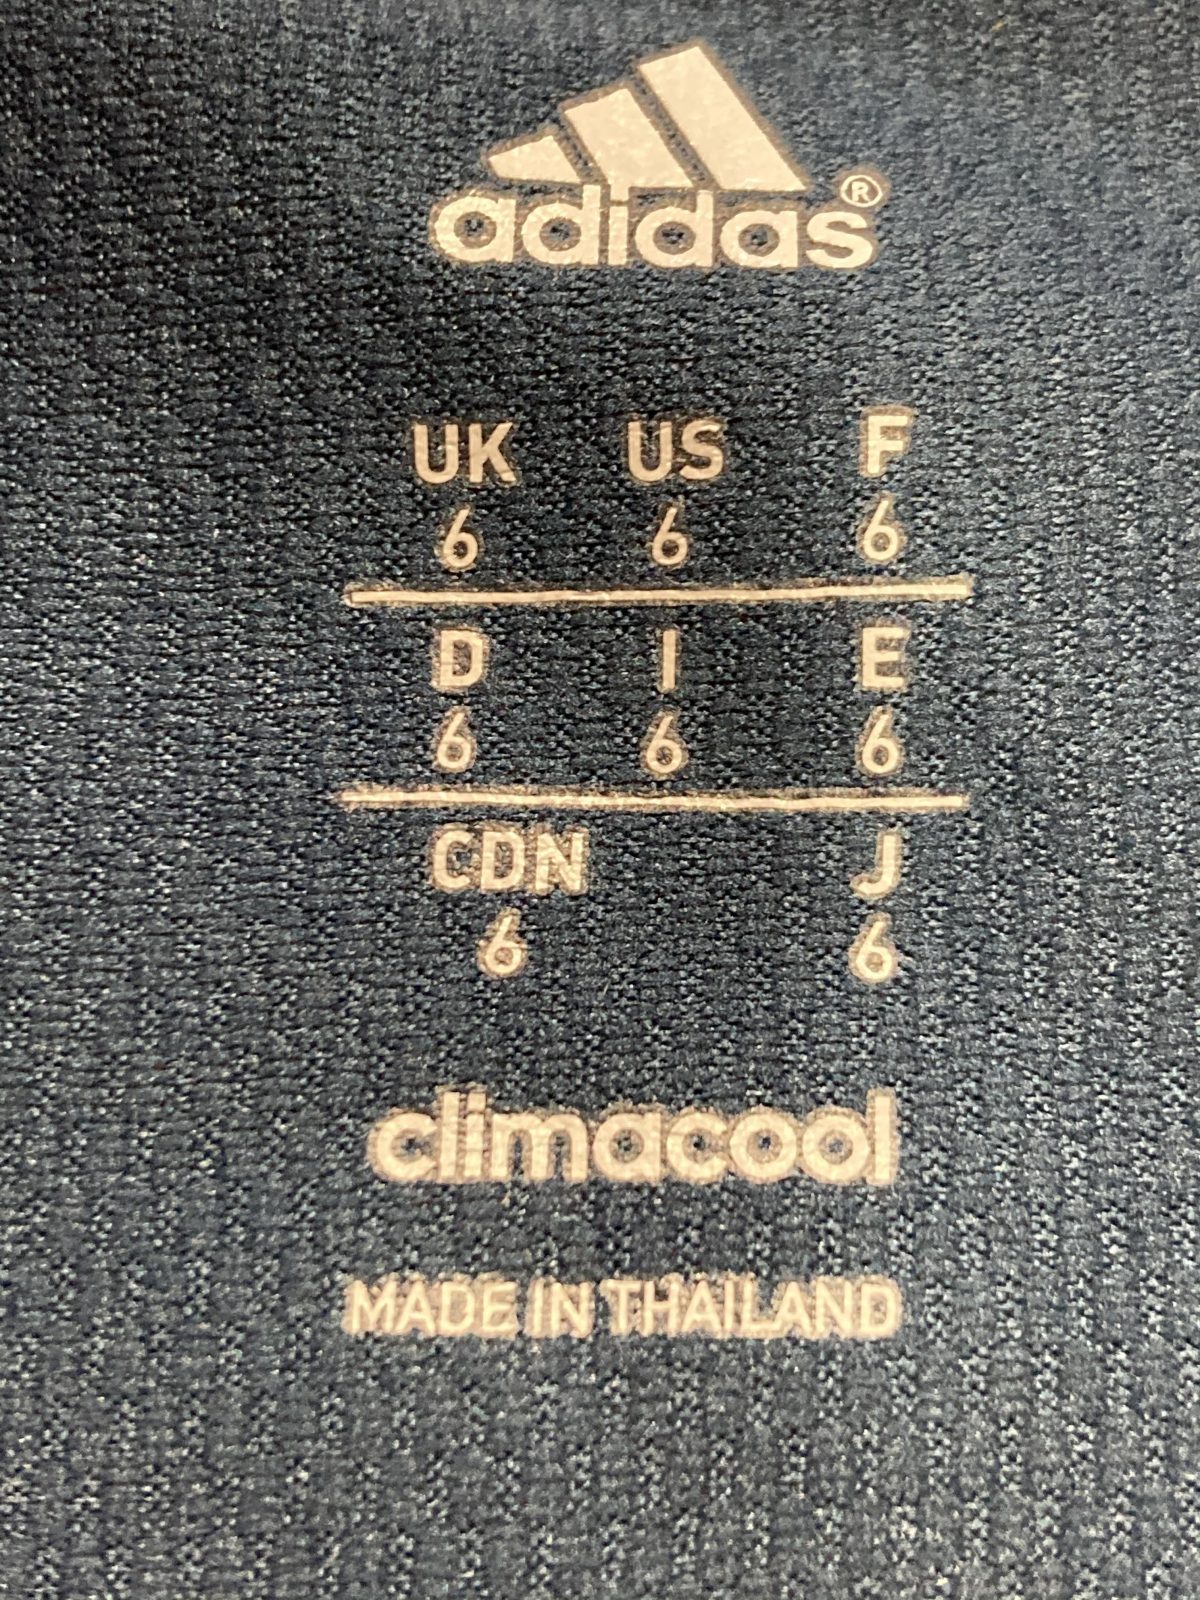 adidas®
UK US F
6 6 6
D I E
6 6 6
CDN J
6 6
climacool
MADE IN THAILAND